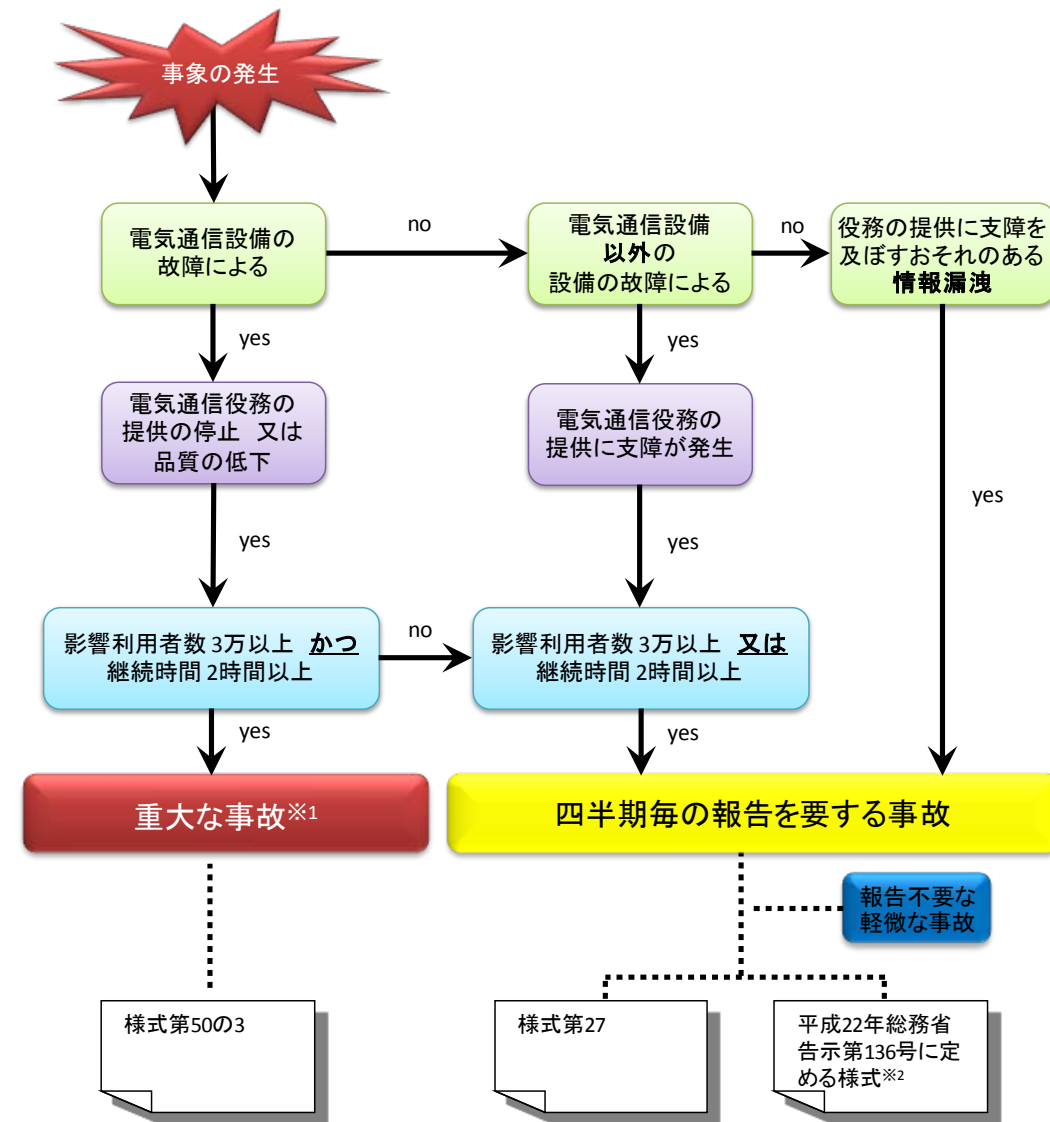 事象の発生
電気通信設備の
故障による
no
電気通信設備
以外の
設備の故障による
no
役務の提供に支障を
及ぼすおそれのある
情報漏洩
yes
yes
電気通信役務の
提供の停止 又は
品質の低下
電気通信役務の
提供に支障が発生
yes
yes
yes
影響利用者数 3万以上 かつ
継続時間 2時間以上
no
影響利用者数 3万以上 又は
継続時間 2時間以上
yes
yes
重大な事故※1
四半期毎の報告を要する事故
報告不要な
軽微な事故
様式第50の3
様式第27
平成22年総務省
告示第136号に定
める様式※2